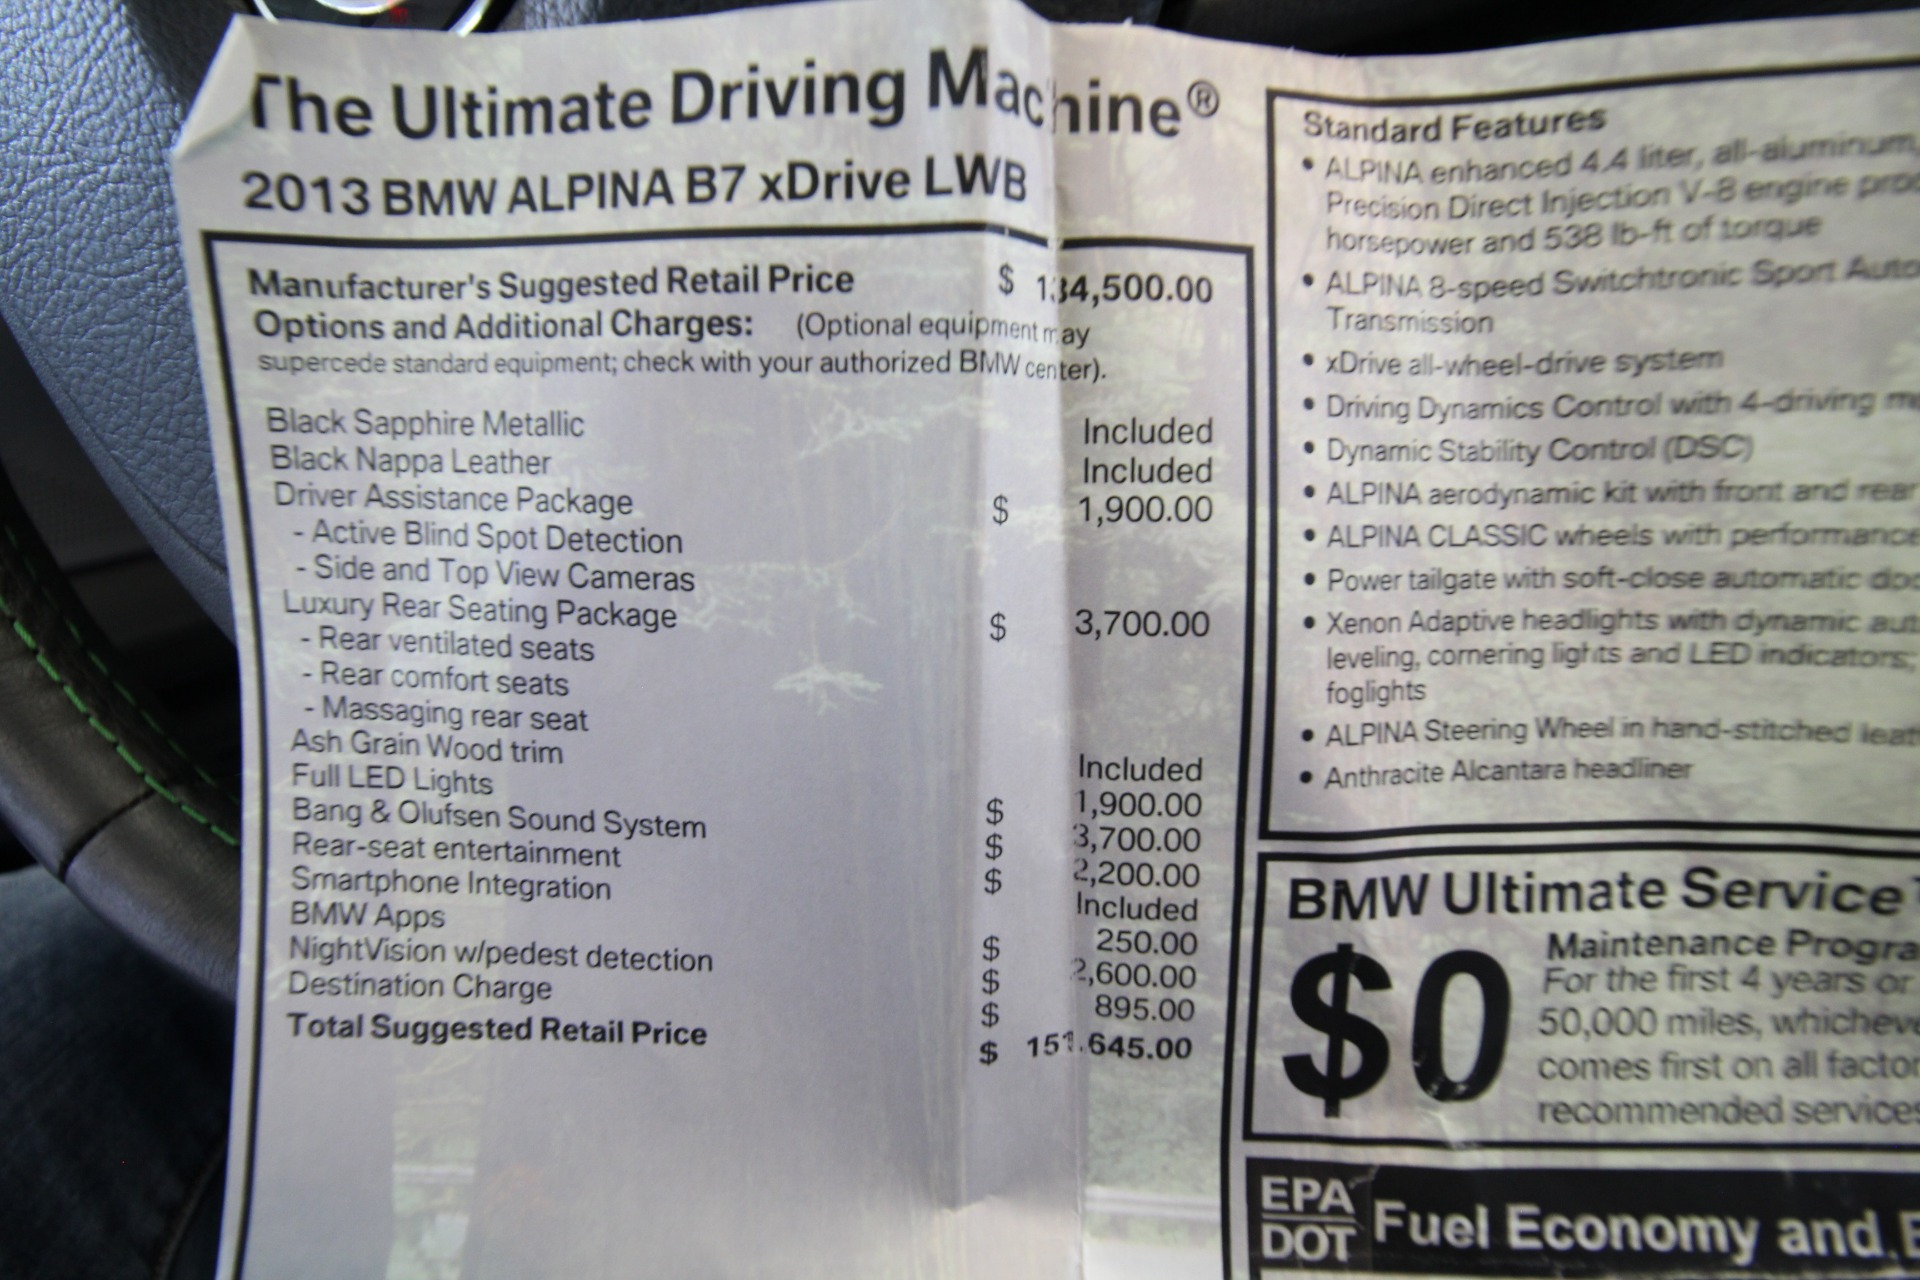 The Ultimate Driving Machine®
2013 BMW ALPINA B7 xDrive LWB
Manufacturer's Suggested Retail Price $ 134,500.00
Options and Additional Charges: (Optional equipment may
supercede standard equipment; check with your authorized BMW center).
Black Sapphire Metallic Included
Black Nappa Leather Included
Driver Assistance Package $ 1,900.00
- Active Blind Spot Detection
- Side and Top View Cameras
Luxury Rear Seating Package $ 3,700.00
- Rear ventilated seats
- Rear comfort seats
- Massaging rear seat
Ash Grain Wood trim Included
Full LED Lights $ 1,900.00
Bang & Olufsen Sound System $ 3,700.00
Rear-seat entertainment $ 2,200.00
Smartphone Integration Included
BMW Apps $ 250.00
NightVision w/pedest detection $ 2,600.00
Destination Charge $ 895.00
Total Suggested Retail Price $ 151,645.00
Standard Features
• ALPINA enhanced 4.4 liter, all-aluminum,
Precision Direct Injection V-8 engine
horsepower and 538 lb-ft of torque
• ALPINA 8-speed Switchtronic Sport Auto
Transmission
• xDrive all-wheel-drive system
• Driving Dynamics Control with 4-driving
• Dynamic Stability Control (DSC)
• ALPINA aerodynamic kit with front and rear
• ALPINA CLASSIC wheels with performance
• Power tailgate with soft-close automatic
• Xenon Adaptive headlights with dynamic aut
leveling, cornering lights and LED indicators;
foglights
• ALPINA Steering Wheel in hand-stitched
• Anthracite Alcantara headliner
BMW Ultimate Service
$0
Maintenance Progra
For the first 4 years or
50,000 miles, whicheve
comes first on all factor
recommended services
EPA
DOT
Fuel Economy and E